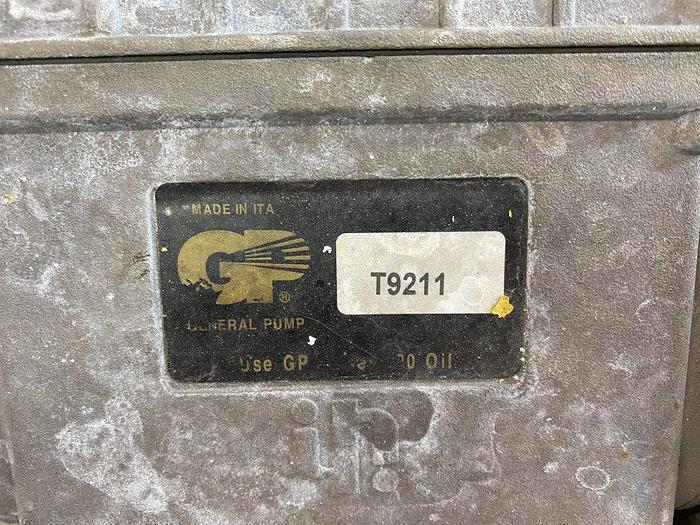 MADE IN ITA
GP®
T9211
GENERAL PUMP
Use GP Oil